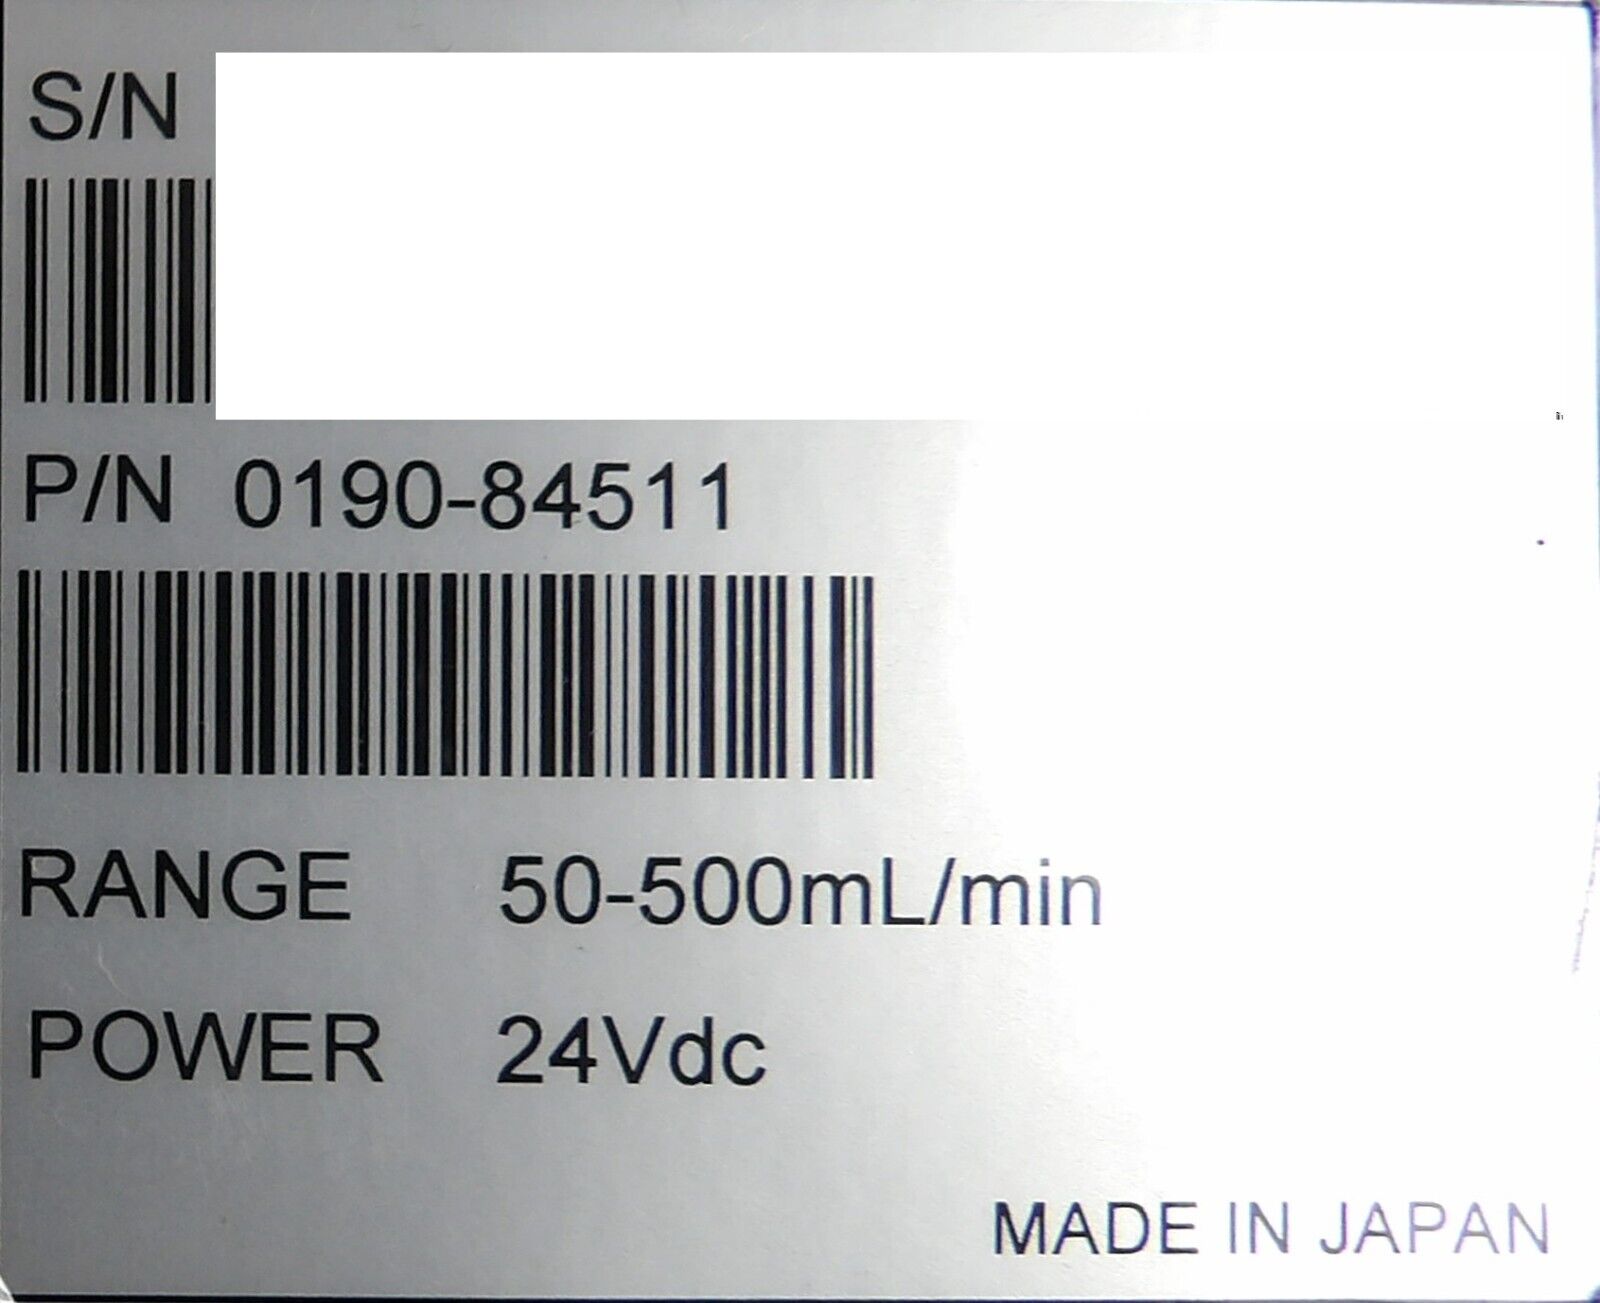 S/N
P/N 0190-84511
RANGE 50-500mL/min
POWER 24Vdc
MADE IN JAPAN